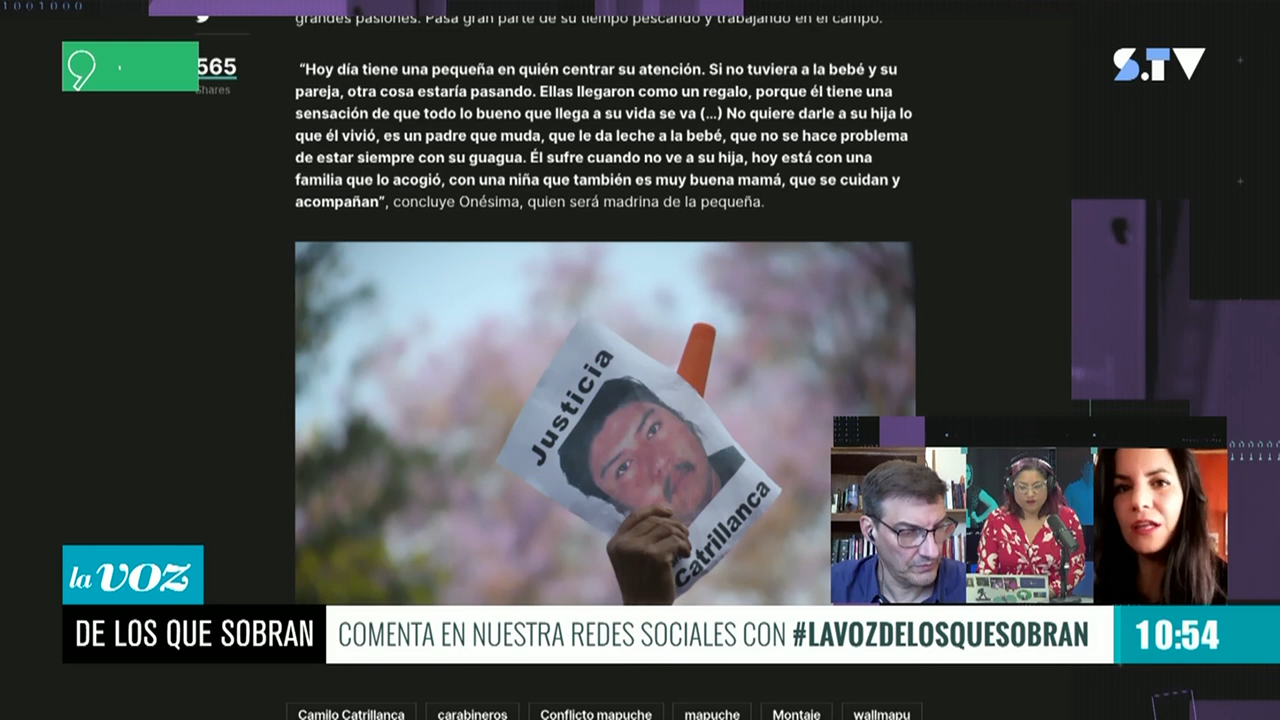 1001000
grandes pasiones. Pasa gran parte de su tiempo pescando y trabajando en el campo.
565
Shares
S.TV
“Hoy día tiene una pequeña en quién centrar su atención. Si no tuviera a la bebé y su
pareja, otra cosa estaría pasando. Ellas llegaron como un regalo, porque él tiene una
sensación de que todo lo bueno que llega a su vida se va (...) No quiere darle a su hija lo
que él vivió, es un padre que muda, que le da leche a la bebé, que no se hace problema
de estar siempre con su guagua. Él sufre cuando no ve a su hija, hoy está con una
familia que lo acogió, con una niña que también es muy buena mamá, que se cuidan y
acompañan”, concluye Onésima, quien será madrina de la pequeña.
Justicia
Catrillanca
la voz
DE LOS QUE SOBRAN
COMENTA EN NUESTRA REDES SOCIALES CON #LAVOZDELOSQUESOBRAN
10:54
Camilo Catrillanca
carabineros
Conflicto mapuche
mapuche
Montaje
wallmapu